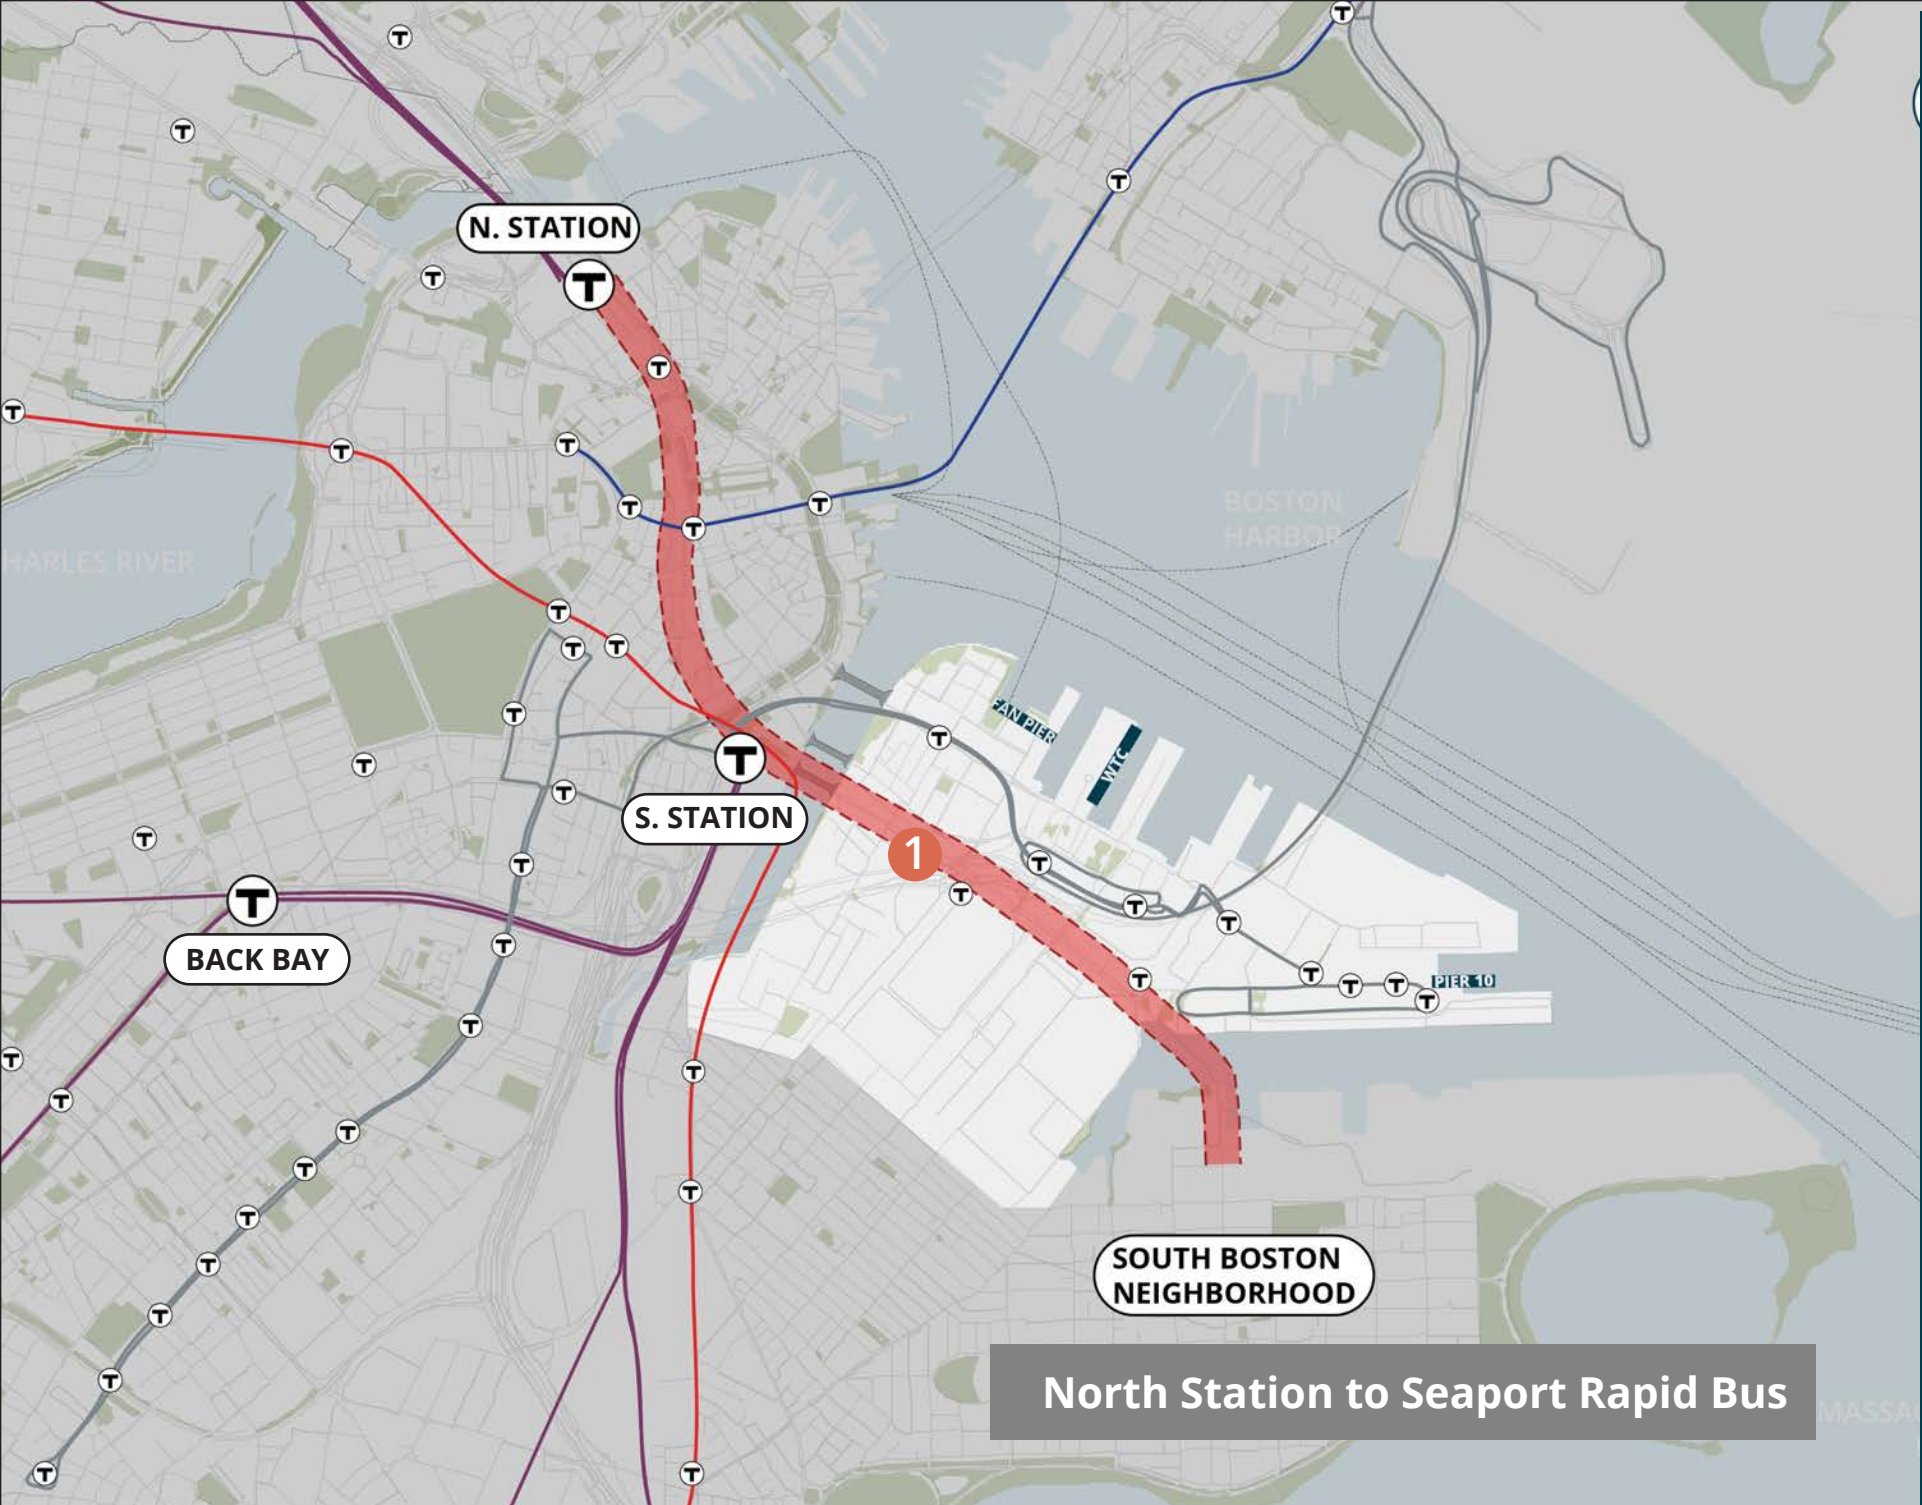 N. STATION
T
BOSTON
HARBOR
HARLES RIVER
FAN PIER
WTC
T
S. STATION
1
T
BACK BAY
PIER 10
SOUTH BOSTON
NEIGHBORHOOD
North Station to Seaport Rapid Bus
MASSA